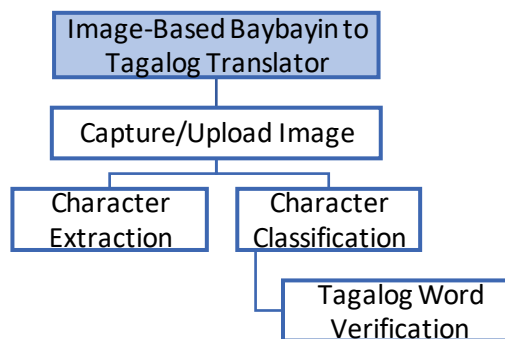 Image-Based Baybayin to
Tagalog Translator
Capture/Upload Image
Character
Extraction
Character
Classification
Tagalog Word
Verification